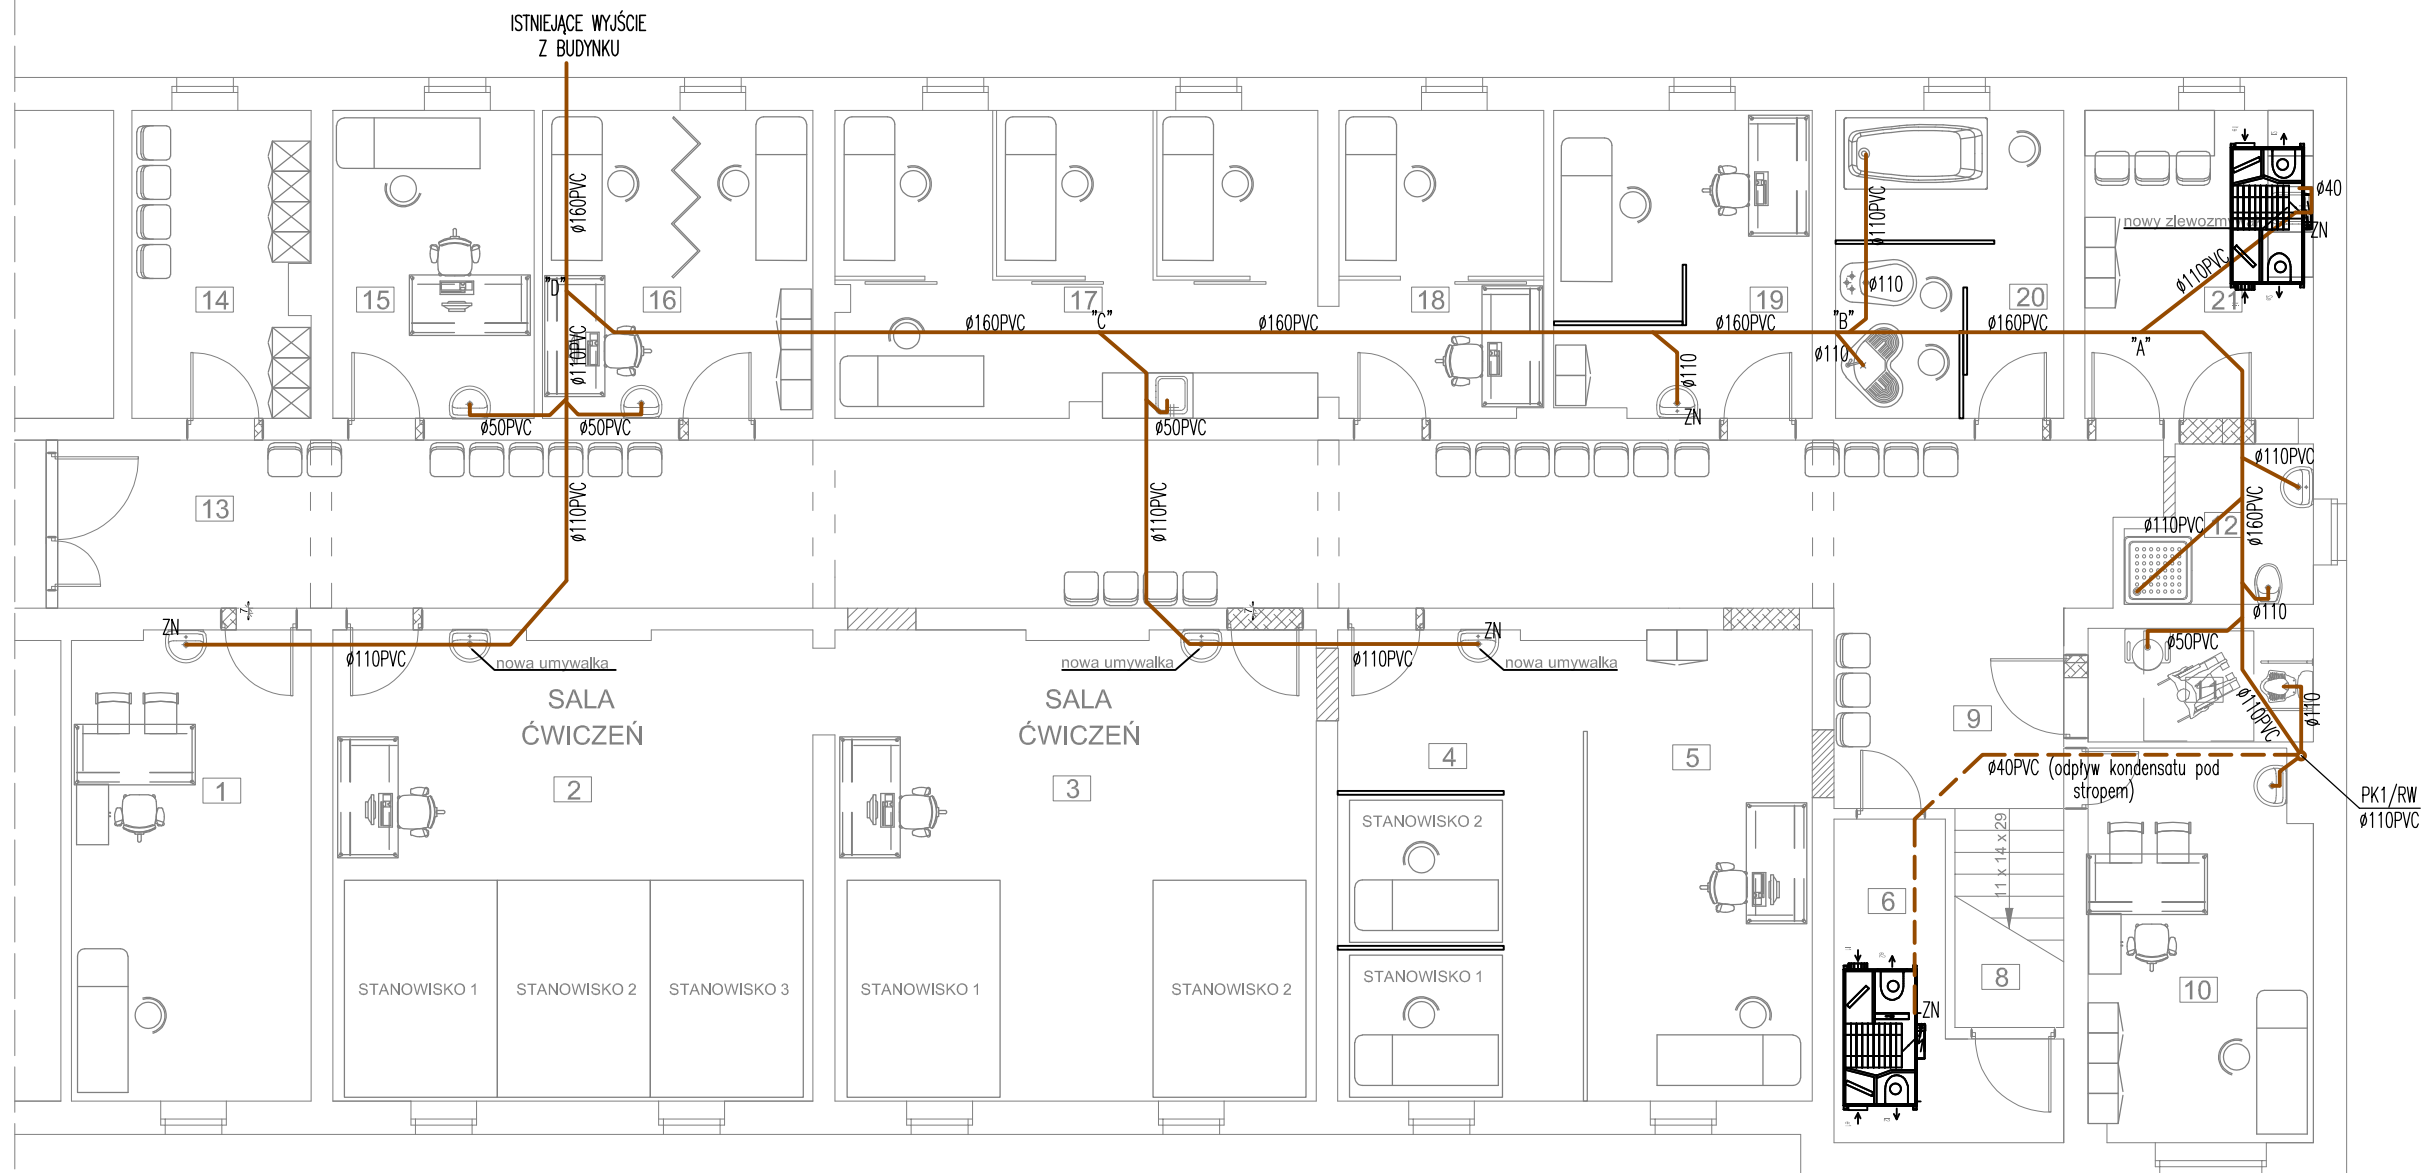 ISTNIEJĄCE WYJŚCIE
Z BUDYNKU
ø160PVC
ø110PVC
ø40
nowy zlewozm
ZN
ø110PVC
ø110
"D"
14
15
16
17
18
19
20
21
ø160PVC
"C"
ø160PVC
ø160PVC
"B"
ø160PVC
"A"
ø110PVC
ø110
ø110
ZN
ø50PVC
ø50PVC
ø50PVC
ø110PVC
13
ø110PVC
ø110PVC
ø110PVC
12
ø160PVC
ø110
7
7
ZN
ø110PVC
nowa umywalka
nowa umywalka
ø110PVC
ZN
nowa umywalka
ø50PVC
11
ø110PVC
ø110
SALA
ĆWICZEŃ
SALA
ĆWICZEŃ
9
4
5
1
2
3
ø40PVC (odpływ kondensatu pod
stropem)
PK1/RW
ø110PVC
STANOWISKO 2
11 x 14 x 29
6
STANOWISKO 1
STANOWISKO 2
STANOWISKO 3
STANOWISKO 1
STANOWISKO 2
STANOWISKO 1
8
10
ZN